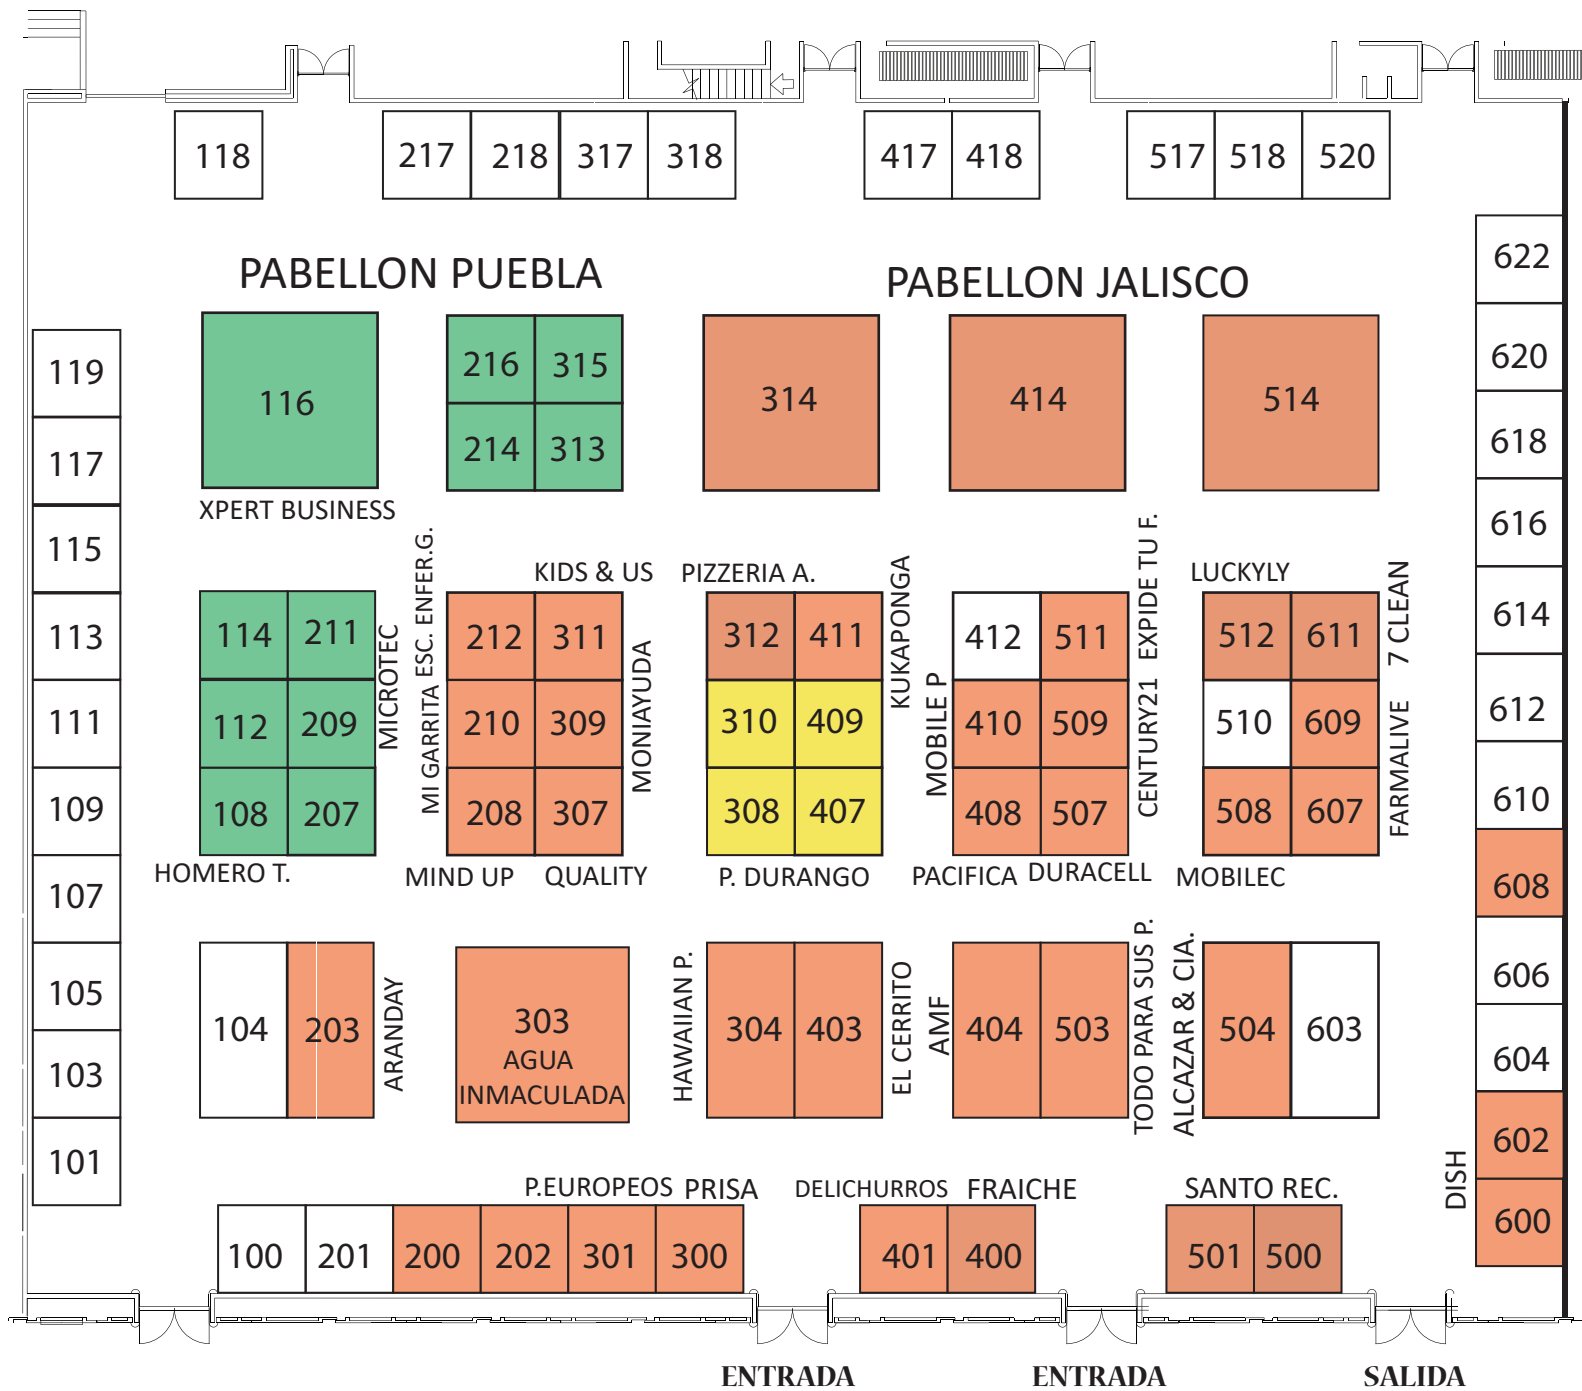 118
217
218
317
318
417
418
517
518
520
PABELLON PUEBLA
PABELLON JALISCO
622
620
618
616
614
612
610
608
606
604
602
600
DISH
119
117
115
113
111
109
107
105
103
101
116
XPERT BUSINESS
216
315
214
313
314
414
514
114
211
112
209
108
207
MICROTEC
HOMERO T.
MI GARRITA
ESC. ENFER.G.
KIDS & US
212
311
210
309
208
307
MONIAYUDA
MIND UP
QUALITY
PIZZERIA A.
312
411
310
409
308
407
KUKAPONGA
P. DURANGO
MOBILE P
412
511
410
509
408
507
CENTURY21
EXPIDE TU F.
PACIFICA
DURACELL
LUCKYLY
512
611
510
609
508
607
7 CLEAN
FARMALIVE
MOBILEC
104
203
ARANDAY
303
AGUA
INMACULADA
HAWAIIAN P.
304
403
EL CERRITO
AMF
404
503
TODO PARA SUS P.
ALCAZAR & CIA.
504
603
P.EUROPEOS
PRISA
DELICHURROS
FRAICHE
SANTO REC.
100
201
200
202
301
300
401
400
501
500
ENTRADA
ENTRADA
SALIDA